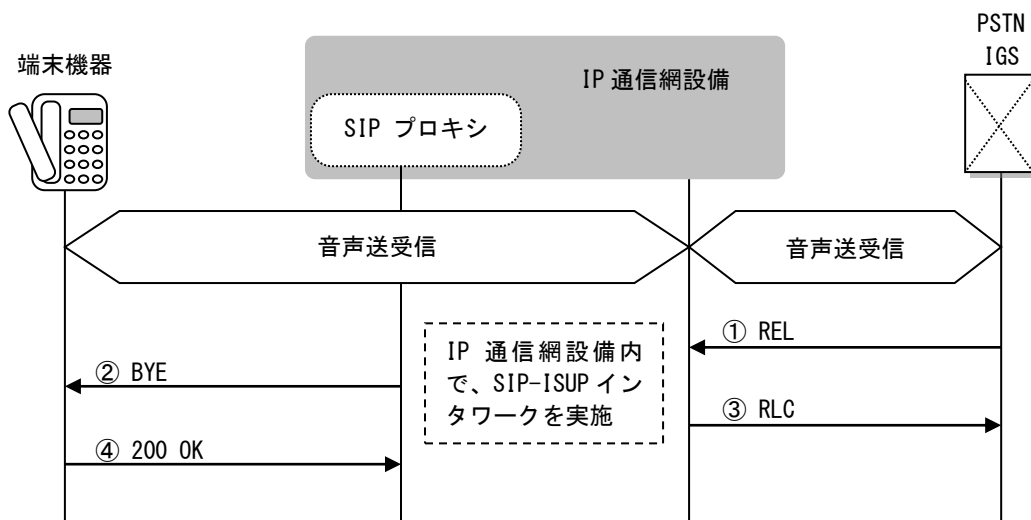 端末機器
PSTN
IGS
IP 通信網設備
SIP プロキシ
音声送受信
音声送受信
① REL
IP 通信網設備内
で、SIP-ISUP イン
タワークを実施
② BYE
③ RLC
④ 200 OK